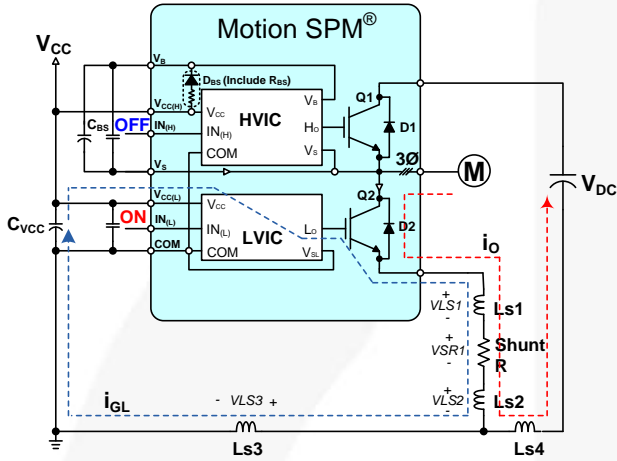 Motion SPM®
VCC
VB
DBS (Include RBS)
VB
Q1
VCC(H)
VCC
HVIC
D1
CBS
OFF
IN(H)
IN(H)
HO
COM
VS
VS
3Ø
M
Q2
VDC
VCC(L)
VCC
CVCC
ON
IN(L)
IN(L)
LO
D2
LVIC
COM
COM
VSL
iO
+
VLS1
-
Ls1
+
VSR1
-
Shunt
R
+
VLS2
-
Ls2
iGL
- VLS3 +
Ls3
Ls4